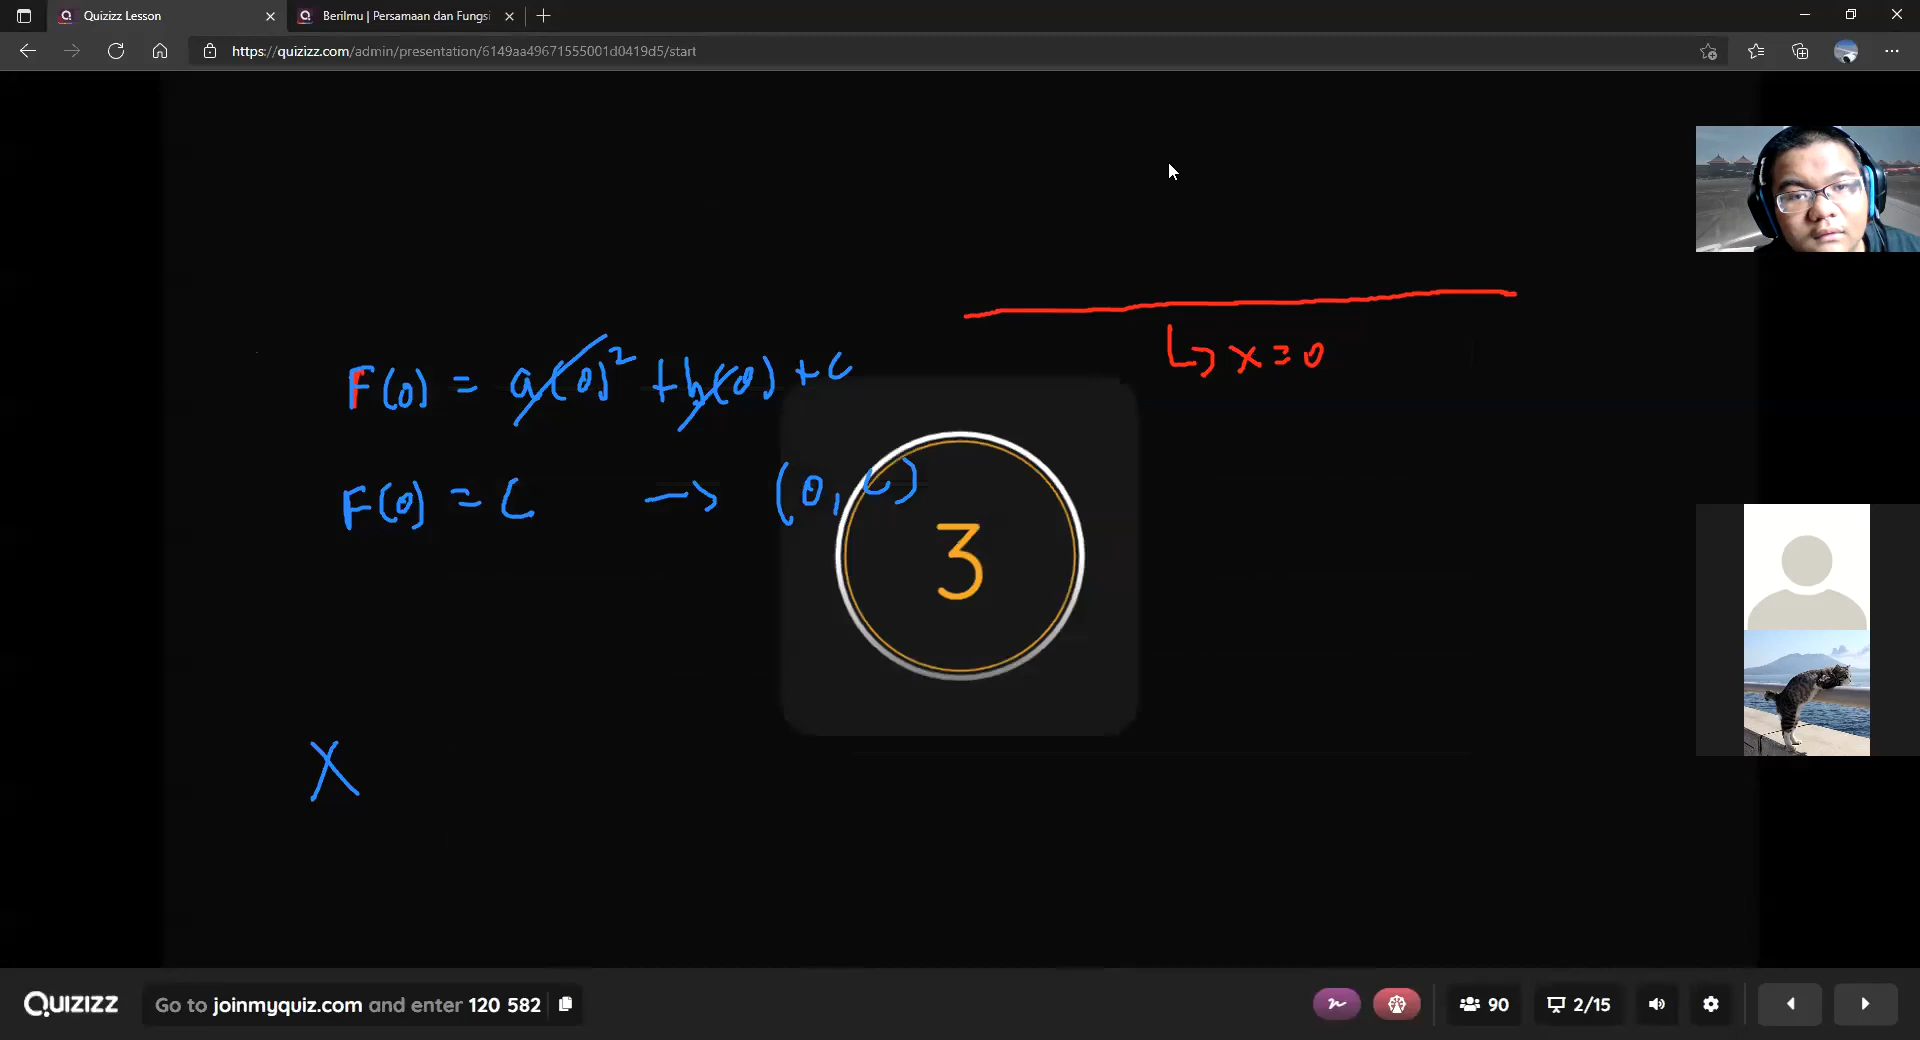 Quizizz Lesson
Berilmu | Persamaan dan Fungsi
https://quizizz.com/admin/presentation/6149aa49671555001d0419d5/start
x = 0
F(0) = a(0)² + b(0) + c
F(0) = c → (0, c)
3
X
QUIZIZZ
Go to joinmyquiz.com and enter 120 582
90
2/15